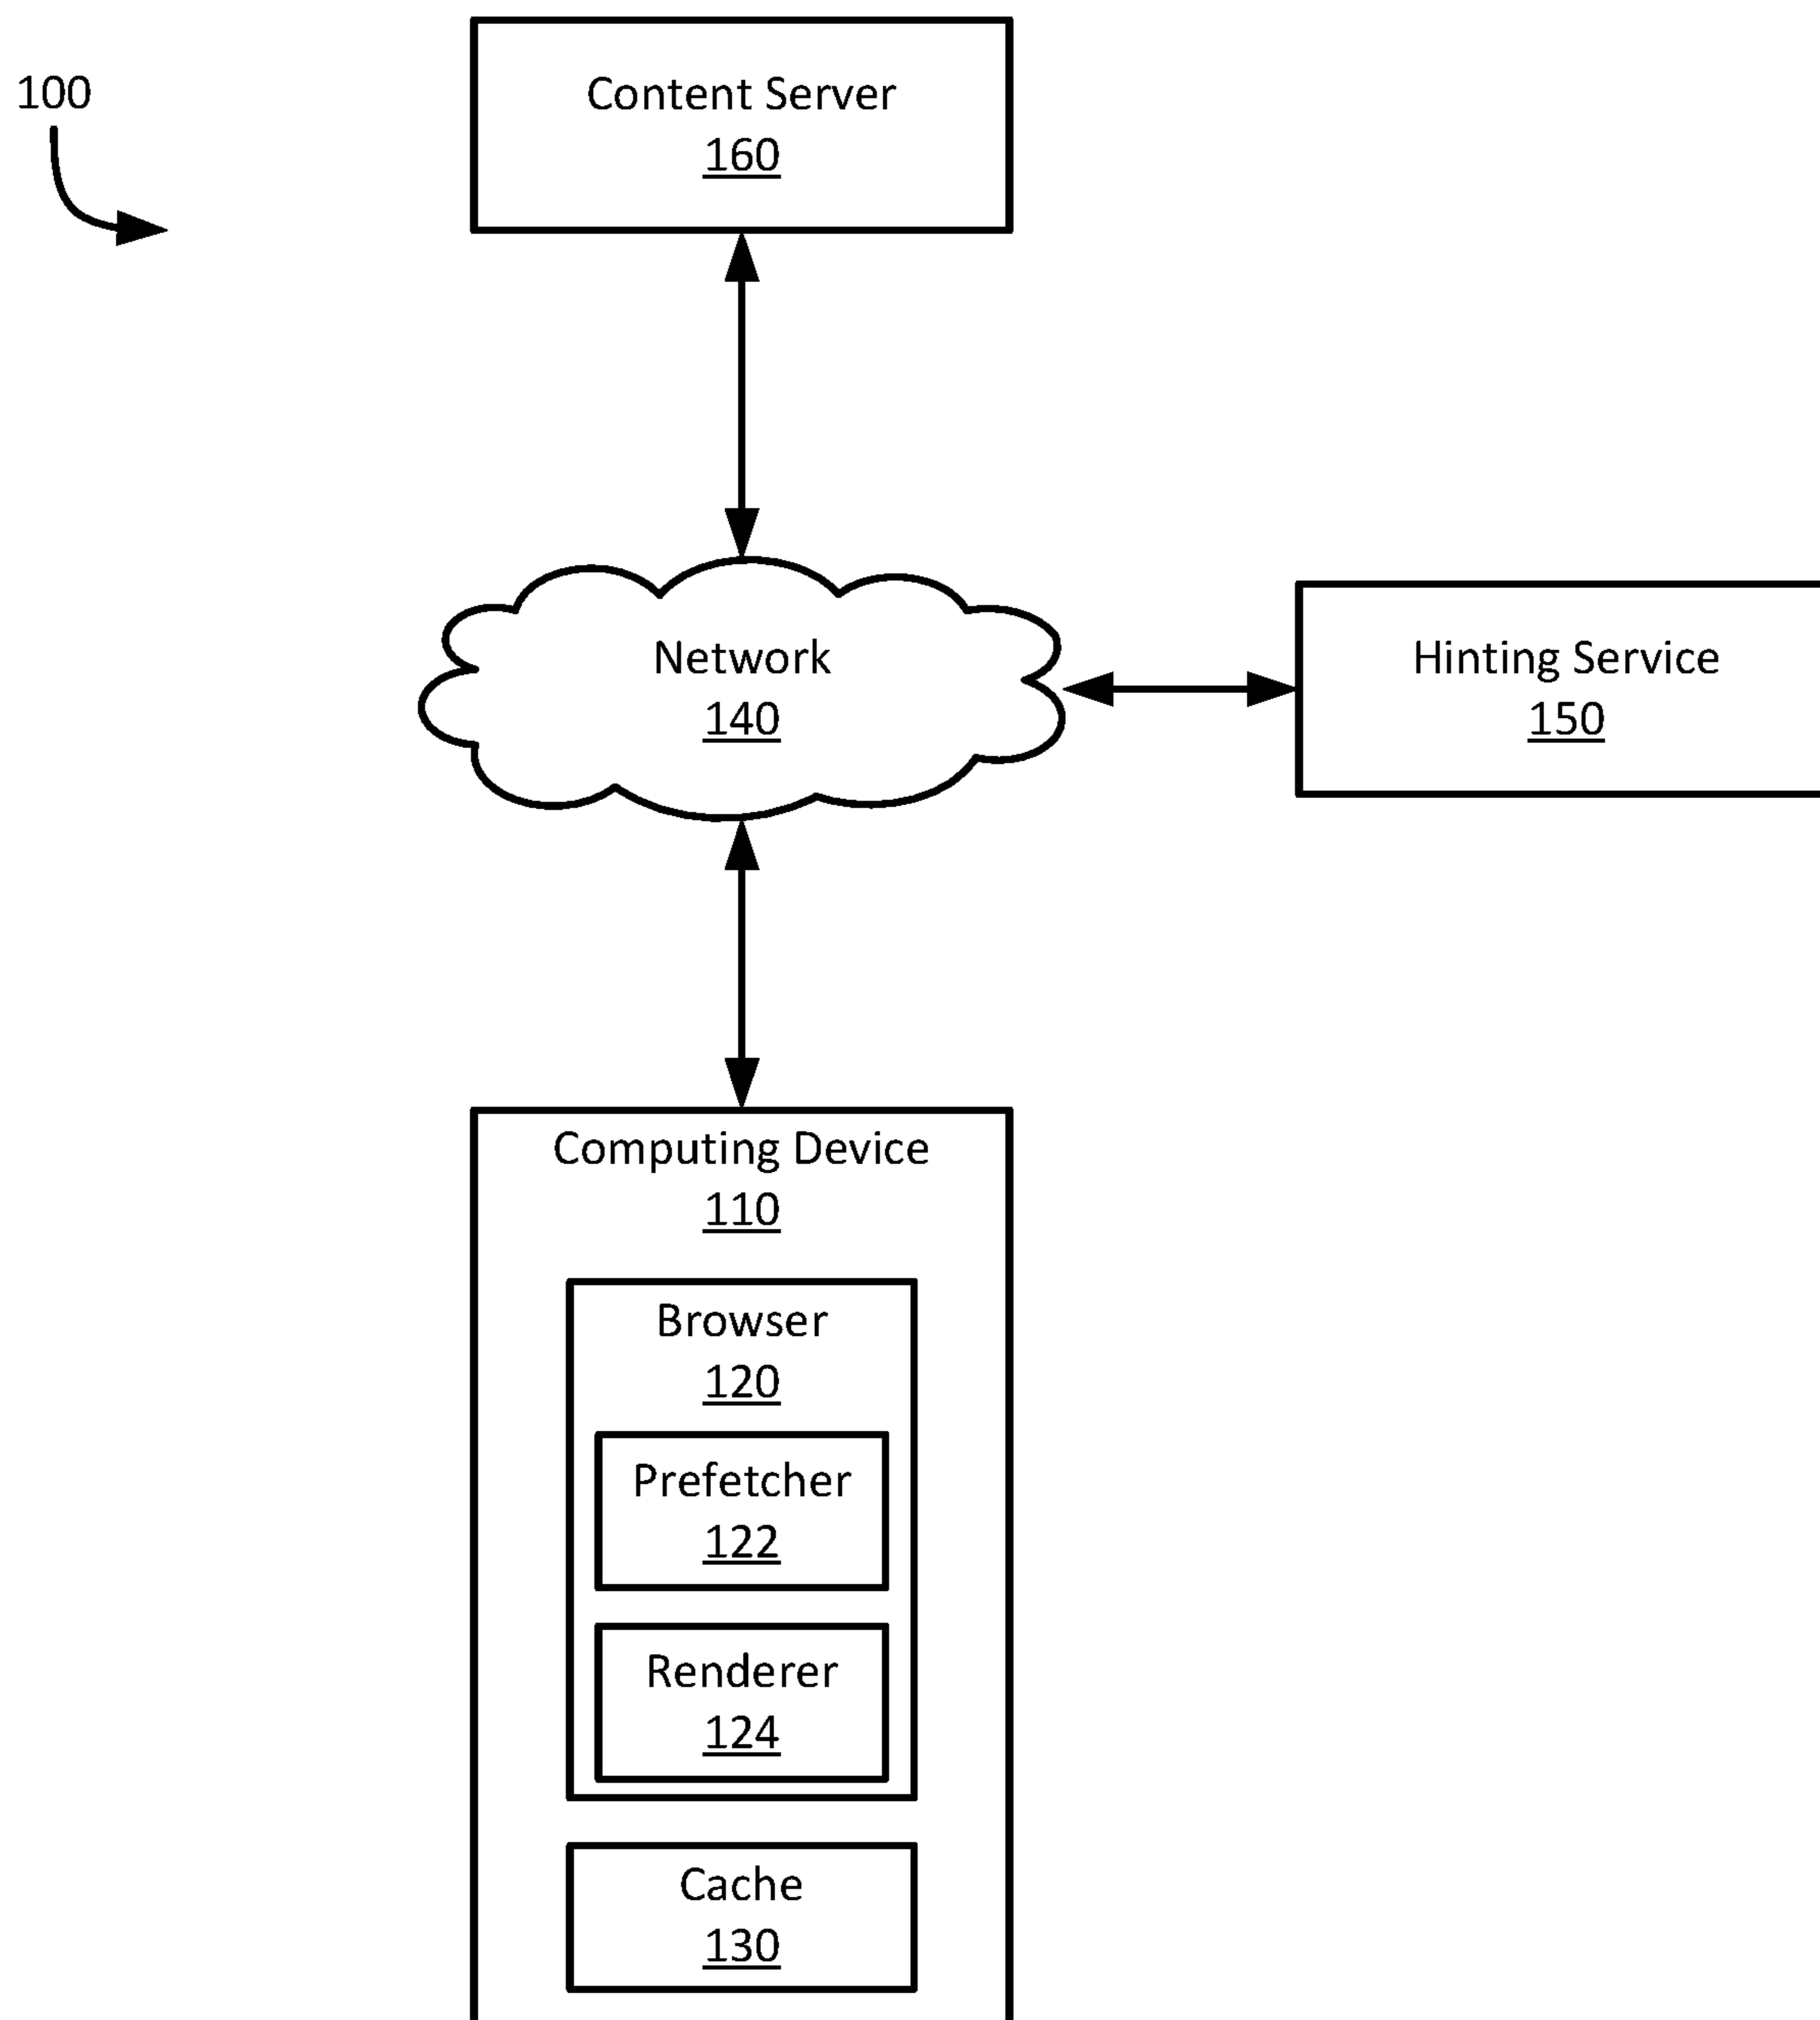 100
Content Server
160
Network
140
Hinting Service
150
Computing Device
110
Browser
120
Prefetcher
122
Renderer
124
Cache
130